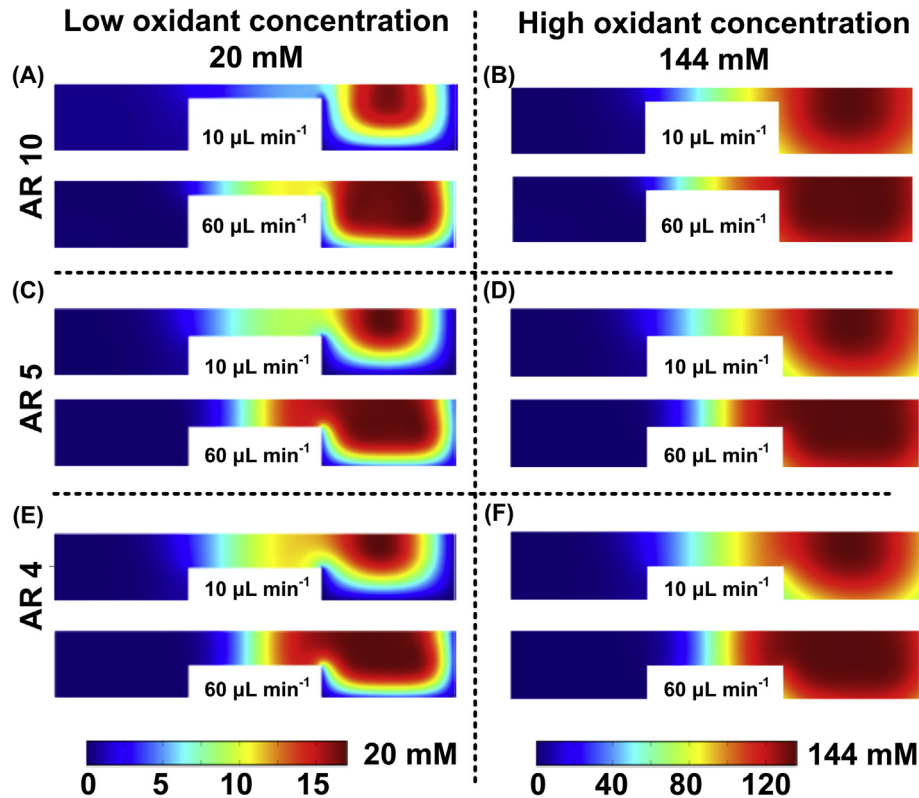 Low oxidant concentration
20 mM
High oxidant concentration
144 mM
AR 10
(A)
10 µL min⁻¹
60 µL min⁻¹
(B)
10 µL min⁻¹
60 µL min⁻¹
AR 5
(C)
10 µL min⁻¹
60 µL min⁻¹
(D)
10 µL min⁻¹
60 µL min⁻¹
AR 4
(E)
10 µL min⁻¹
60 µL min⁻¹
(F)
10 µL min⁻¹
60 µL min⁻¹
20 mM
0 5 10 15
144 mM
0 40 80 120